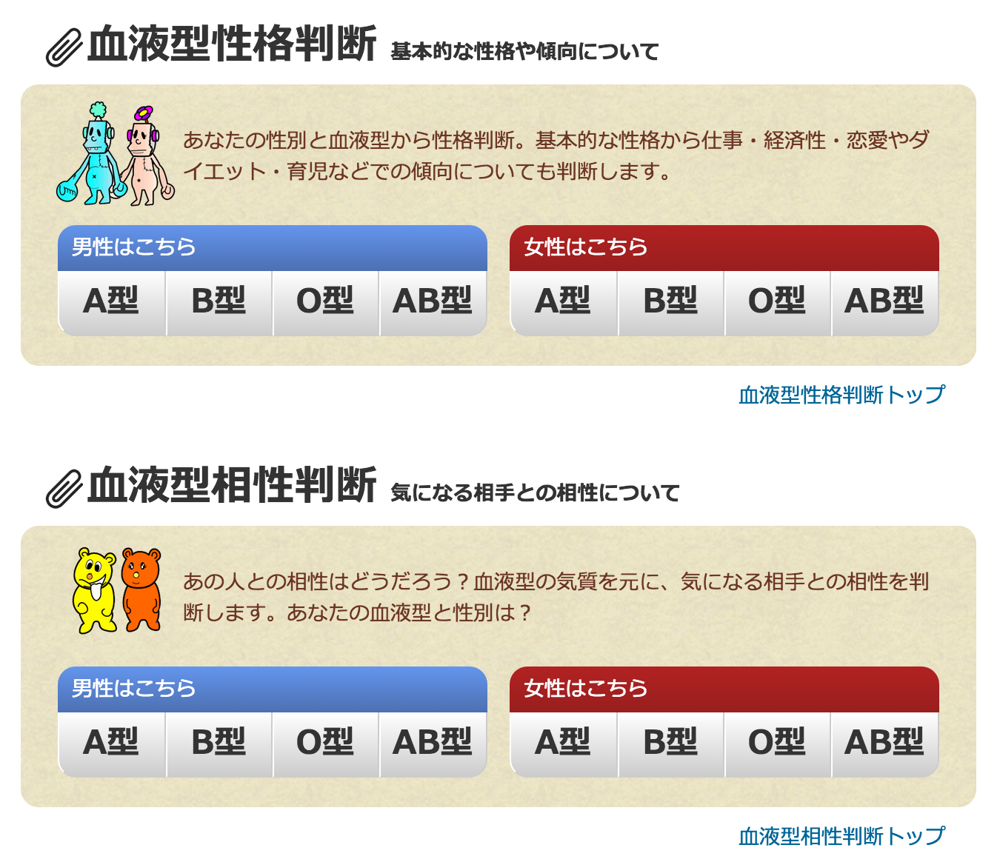 血液型性格判断 基本的な性格や傾向について
あなたの性別と血液型から性格判断。基本的な性格から仕事・経済性・恋愛やダ
イエット・育児などでの傾向についても判断します。
男性はこちら
A型 B型 O型 AB型
女性はこちら
A型 B型 O型 AB型
血液型性格判断トップ
血液型相性判断 気になる相手との相性について
あの人との相性はどうだろう？血液型の気質を元に、気になる相手との相性を判
断します。あなたの血液型と性別は？
男性はこちら
A型 B型 O型 AB型
女性はこちら
A型 B型 O型 AB型
血液型相性判断トップ